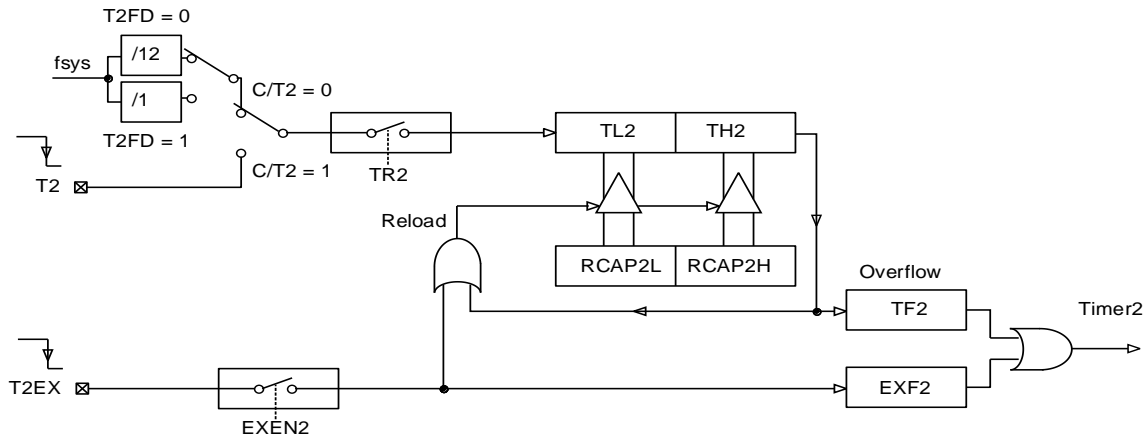 T2FD = 0
/12
fsys
C/T2 = 0
/1
T2FD = 1
TL2
TH2
T2
C/T2 = 1
TR2
Reload
RCAP2L
RCAP2H
Overflow
TF2
Timer2
T2EX
EXF2
EXEN2